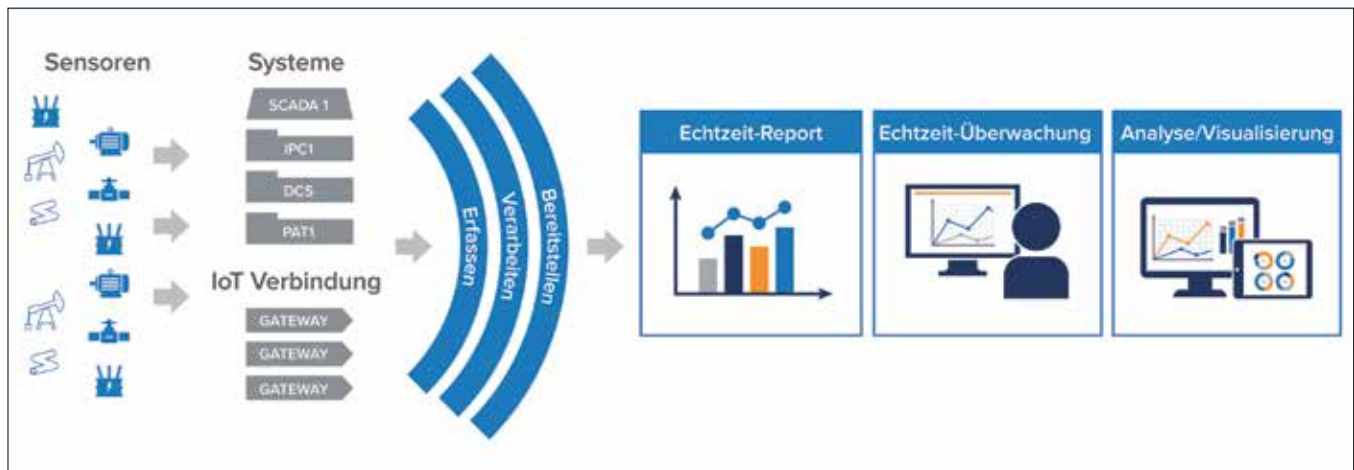 Sensoren
Systeme
SCADA 1
IPC1
DCS
PAT1
IoT Verbindung
GATEWAY
GATEWAY
GATEWAY
Erfassen
Verarbeiten
Bereitstellen
Echtzeit-Report
Echtzeit-Überwachung
Analyse/Visualisierung